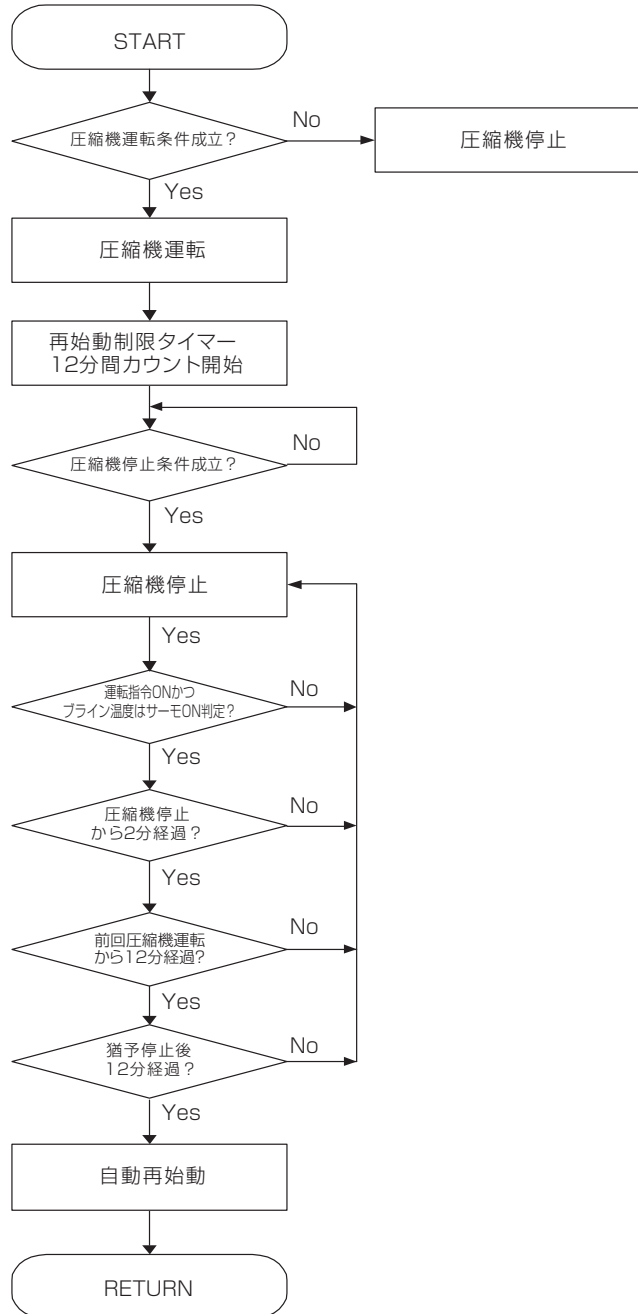 START
圧縮機運転条件成立？
No
圧縮機停止
Yes
圧縮機運転
再始動制限タイマー
12分間カウント開始
圧縮機停止条件成立？
No
Yes
圧縮機停止
Yes
運転指令ONかつ
ブライン温度はサーモON判定？
No
Yes
圧縮機停止
から2分経過？
No
Yes
前回圧縮機運転
から12分経過?
No
Yes
猶予停止後
12分経過？
No
Yes
自動再始動
RETURN